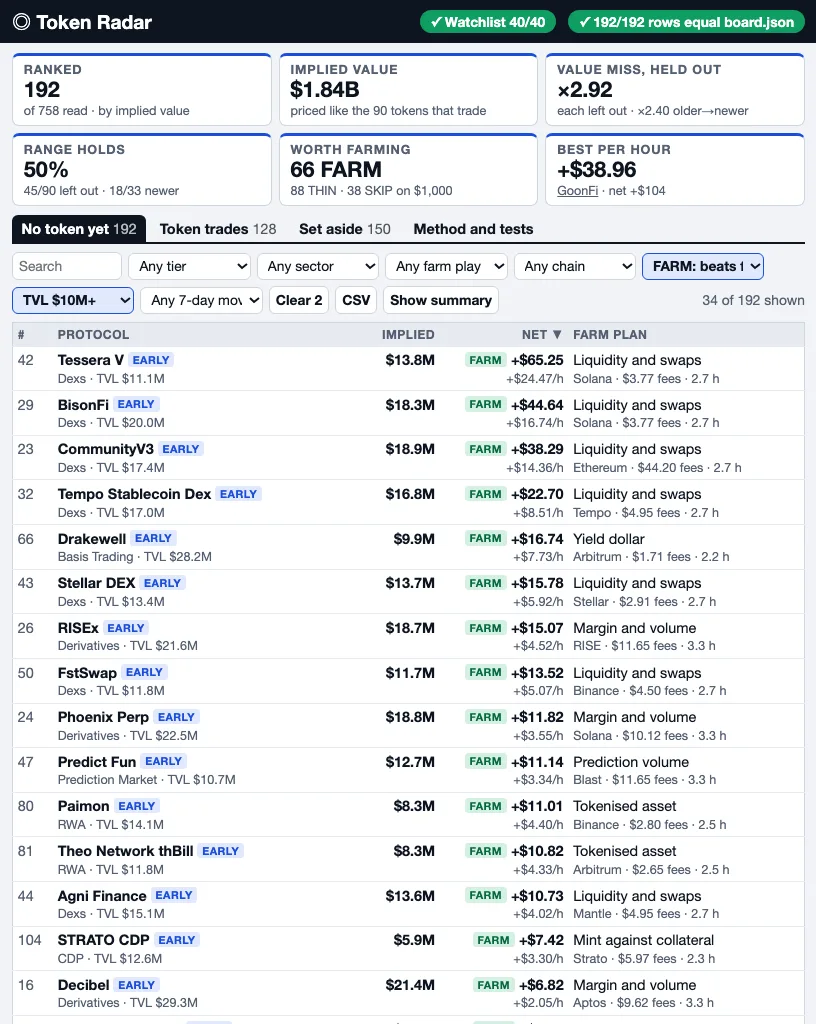 Token Radar
✓ Watchlist 40/40
✓ 192/192 rows equal board.json
RANKED
192
of 758 read · by implied value
IMPLIED VALUE
$1.84B
priced like the 90 tokens that trade
VALUE MISS, HELD OUT
×2.92
each left out · ×2.40 older→newer
RANGE HOLDS
50%
45/90 left out · 18/33 newer
WORTH FARMING
66 FARM
88 THIN · 38 SKIP on $1,000
BEST PER HOUR
+$38.96
GoonFi · net +$104
No token yet 192
Token trades 128
Set aside 150
Method and tests
Search
Any tier
Any sector
Any farm play
Any chain
FARM: beats
TVL $10M+
Any 7-day mov
Clear 2
CSV
Show summary
34 of 192 shown
# PROTOCOL IMPLIED NET ▼ FARM PLAN
42 Tessera V EARLY $13.8M FARM +$65.25 Liquidity and swaps
Dexs · TVL $11.1M +$24.47/h Solana · $3.77 fees · 2.7 h
29 BisonFi EARLY $18.3M FARM +$44.64 Liquidity and swaps
Dexs · TVL $20.0M +$16.74/h Solana · $3.77 fees · 2.7 h
23 CommunityV3 EARLY $18.9M FARM +$38.29 Liquidity and swaps
Dexs · TVL $17.4M +$14.36/h Ethereum · $44.20 fees · 2.7 h
32 Tempo Stablecoin Dex EARLY $16.8M FARM +$22.70 Liquidity and swaps
Dexs · TVL $17.0M +$8.51/h Tempo · $4.95 fees · 2.7 h
66 Drakewell EARLY $9.9M FARM +$16.74 Yield dollar
Basis Trading · TVL $28.2M +$7.73/h Arbitrum · $1.71 fees · 2.2 h
43 Stellar DEX EARLY $13.7M FARM +$15.78 Liquidity and swaps
Dexs · TVL $13.4M +$5.92/h Stellar · $2.91 fees · 2.7 h
26 RISEx EARLY $18.7M FARM +$15.07 Margin and volume
Derivatives · TVL $21.6M +$4.52/h RISE · $11.65 fees · 3.3 h
50 FstSwap EARLY $11.7M FARM +$13.52 Liquidity and swaps
Dexs · TVL $11.8M +$5.07/h Binance · $4.50 fees · 2.7 h
24 Phoenix Perp EARLY $18.8M FARM +$11.82 Margin and volume
Derivatives · TVL $22.5M +$3.55/h Solana · $10.12 fees · 3.3 h
47 Predict Fun EARLY $12.7M FARM +$11.14 Prediction volume
Prediction Market · TVL $10.7M +$3.34/h Blast · $11.65 fees · 3.3 h
80 Paimon EARLY $8.3M FARM +$11.01 Tokenised asset
RWA · TVL $14.1M +$4.40/h Binance · $2.80 fees · 2.5 h
81 Theo Network thBill EARLY $8.3M FARM +$10.82 Tokenised asset
RWA · TVL $11.8M +$4.33/h Arbitrum · $2.65 fees · 2.5 h
44 Agni Finance EARLY $13.6M FARM +$10.73 Liquidity and swaps
Dexs · TVL $15.1M +$4.02/h Mantle · $4.95 fees · 2.7 h
104 STRATO CDP EARLY $5.9M FARM +$7.42 Mint against collateral
CDP · TVL $12.6M +$3.30/h Strato · $5.97 fees · 2.3 h
16 Decibel EARLY $21.4M FARM +$6.82 Margin and volume
Derivatives · TVL $29.3M +$2.05/h Aptos · $9.62 fees · 3.3 h